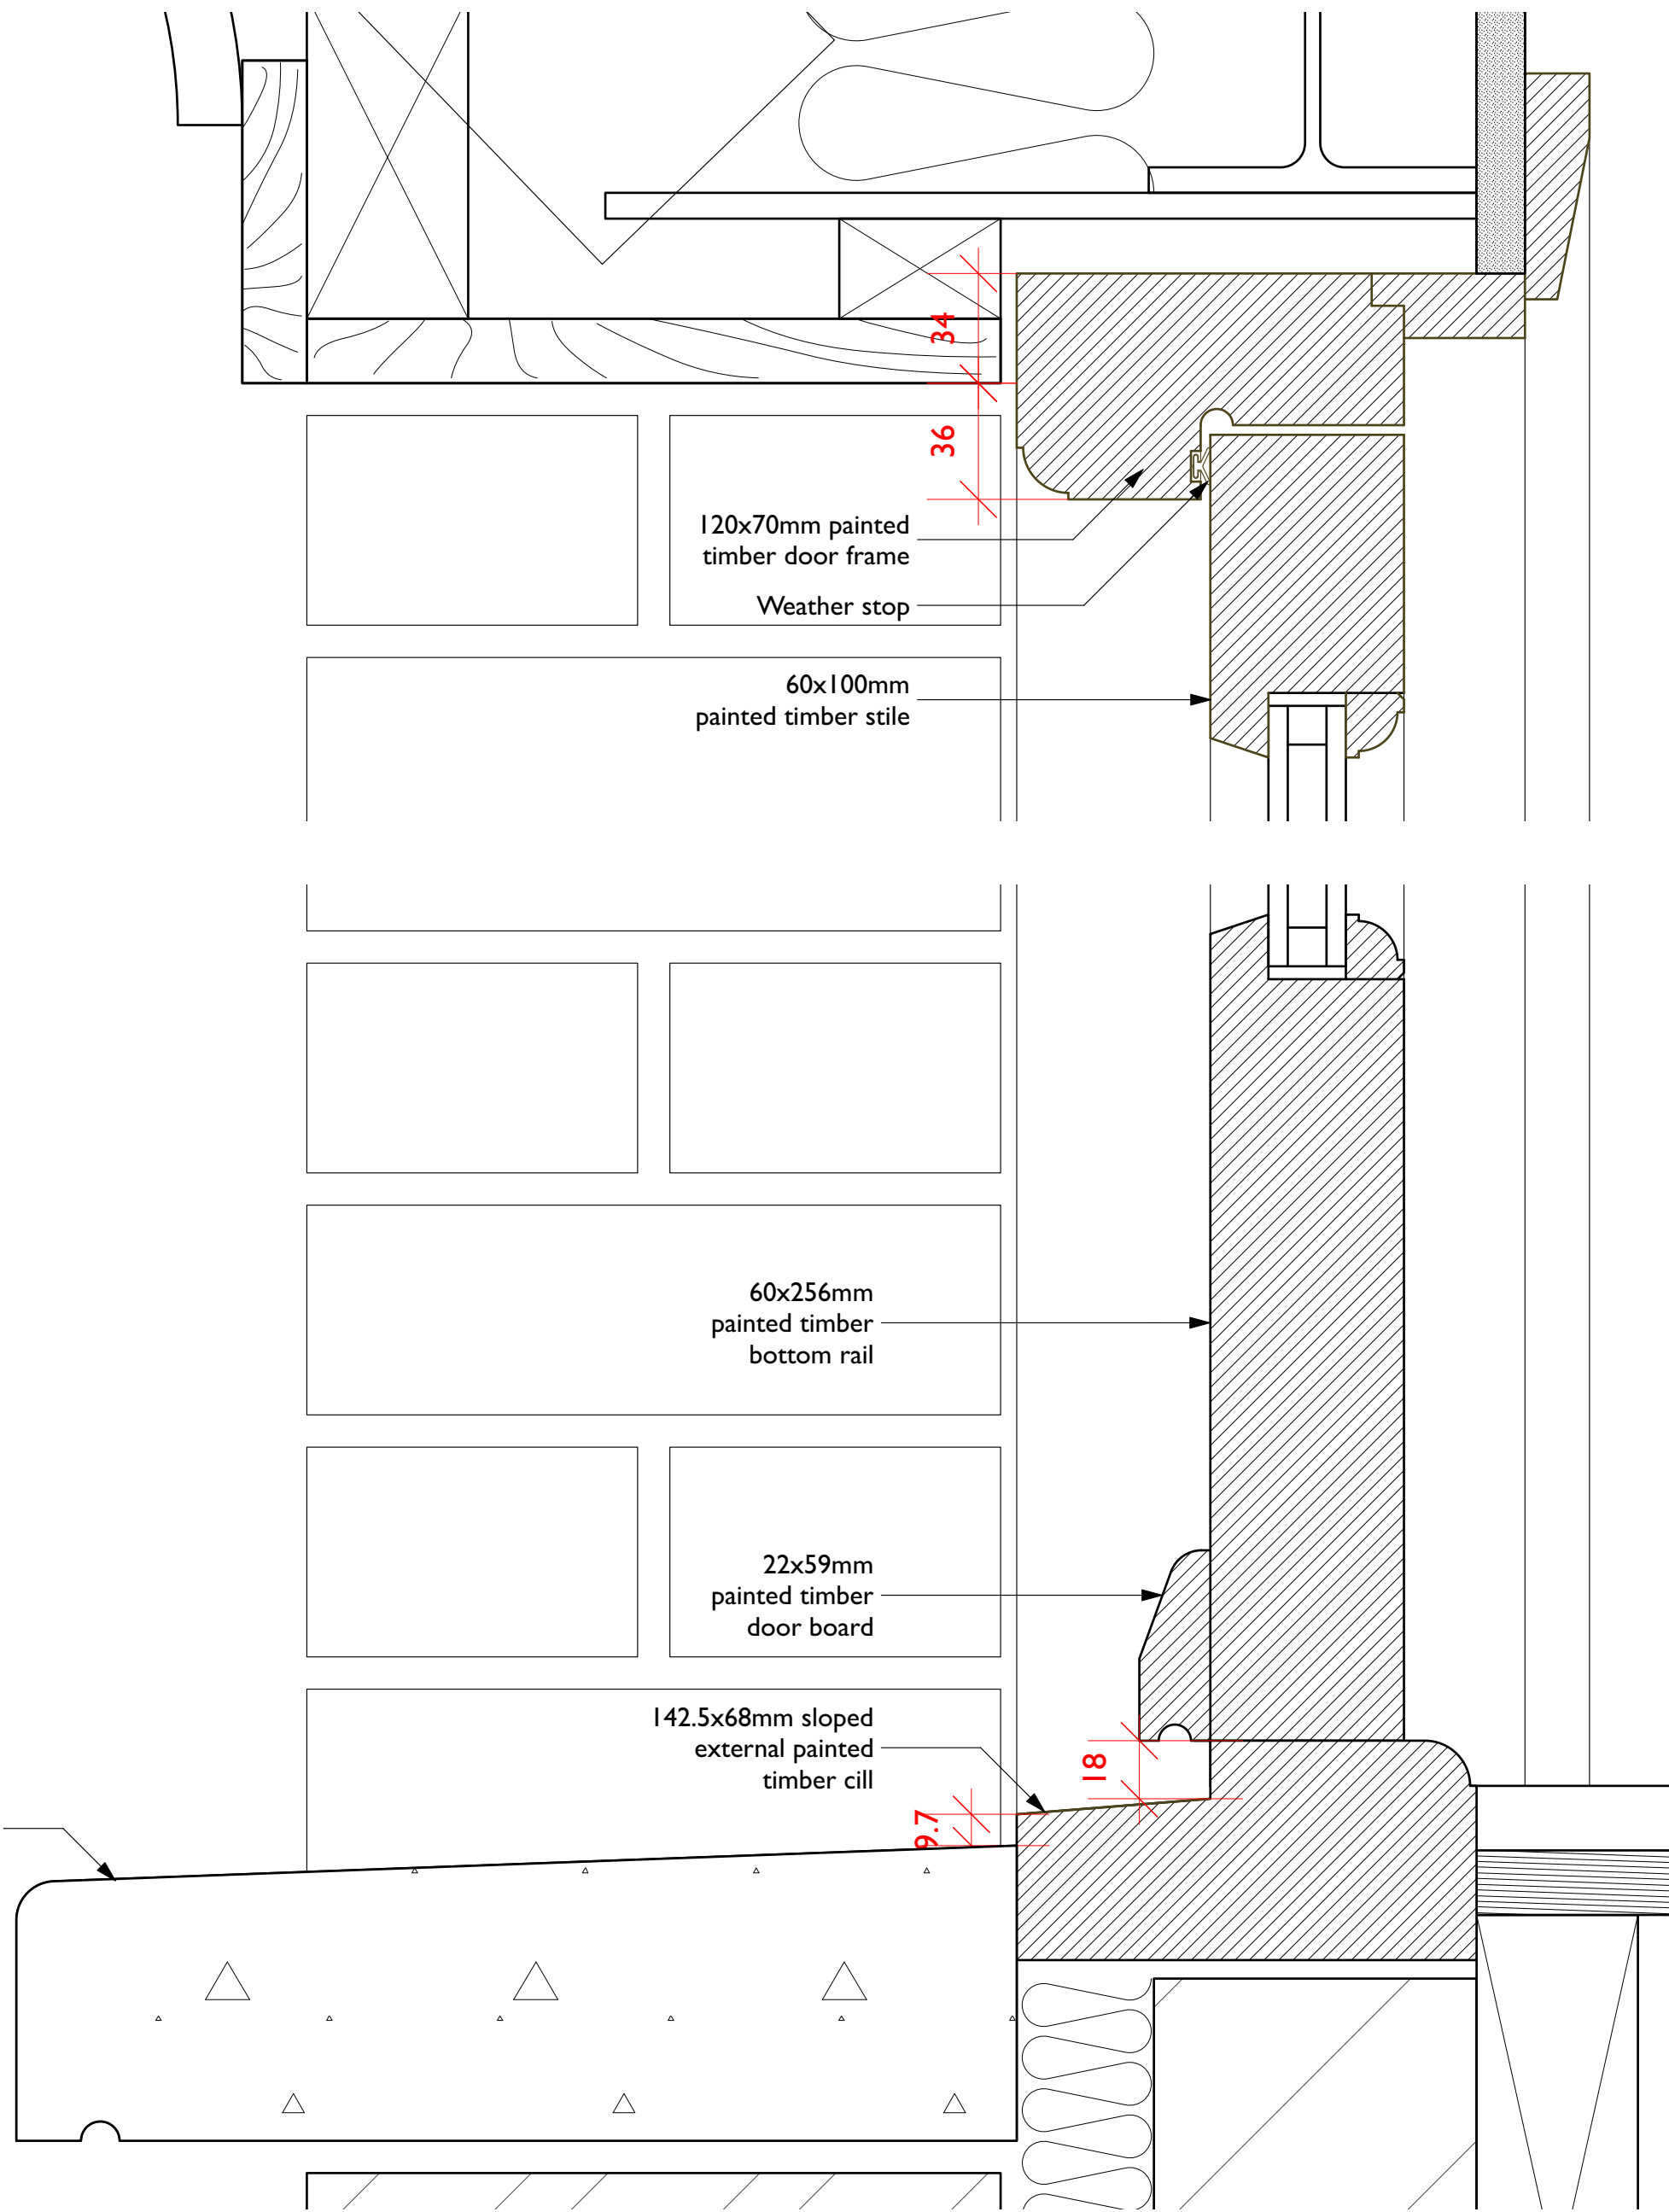 34
36
120x70mm painted
timber door frame
Weather stop
60x100mm
painted timber stile
60x256mm
painted timber
bottom rail
22x59mm
painted timber
door board
142.5x68mm sloped
external painted
timber cill
18
9.7